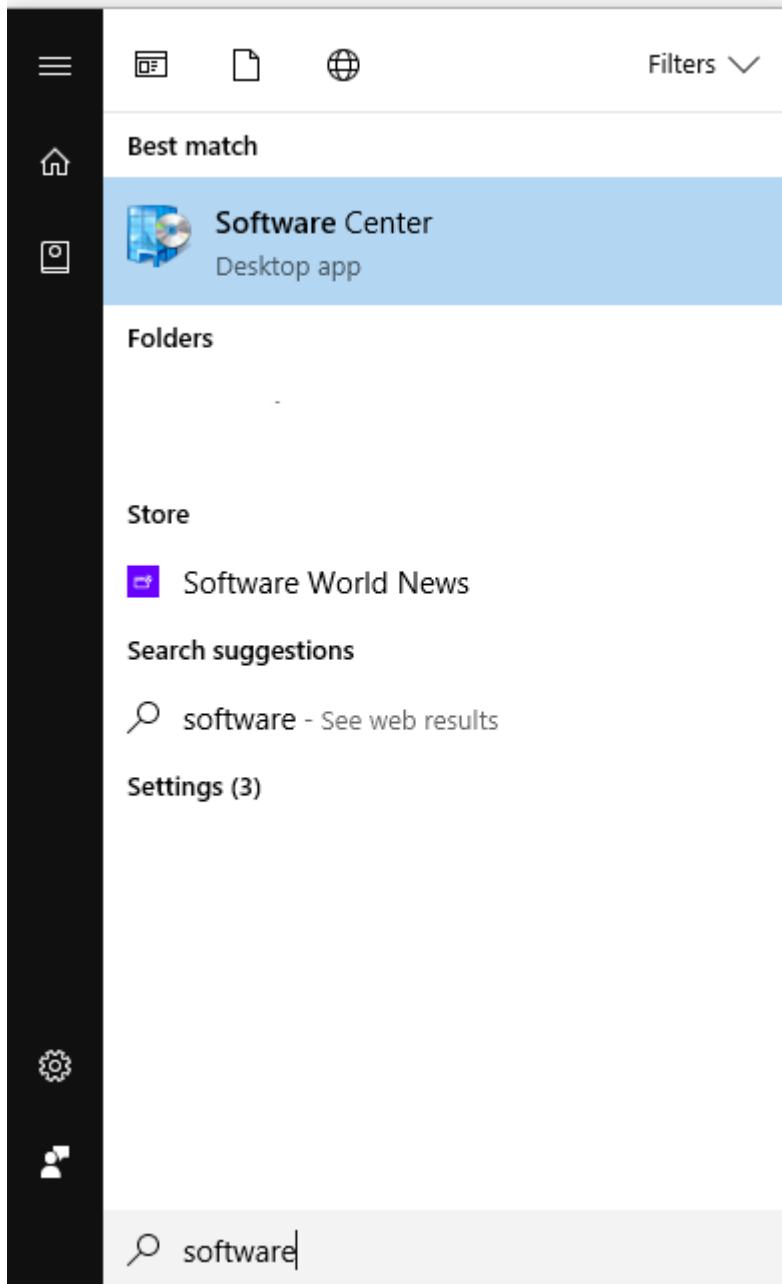 Filters
Best match
Software Center
Desktop app
Folders
-
Store
Software World News
Search suggestions
software - See web results
Settings (3)
software